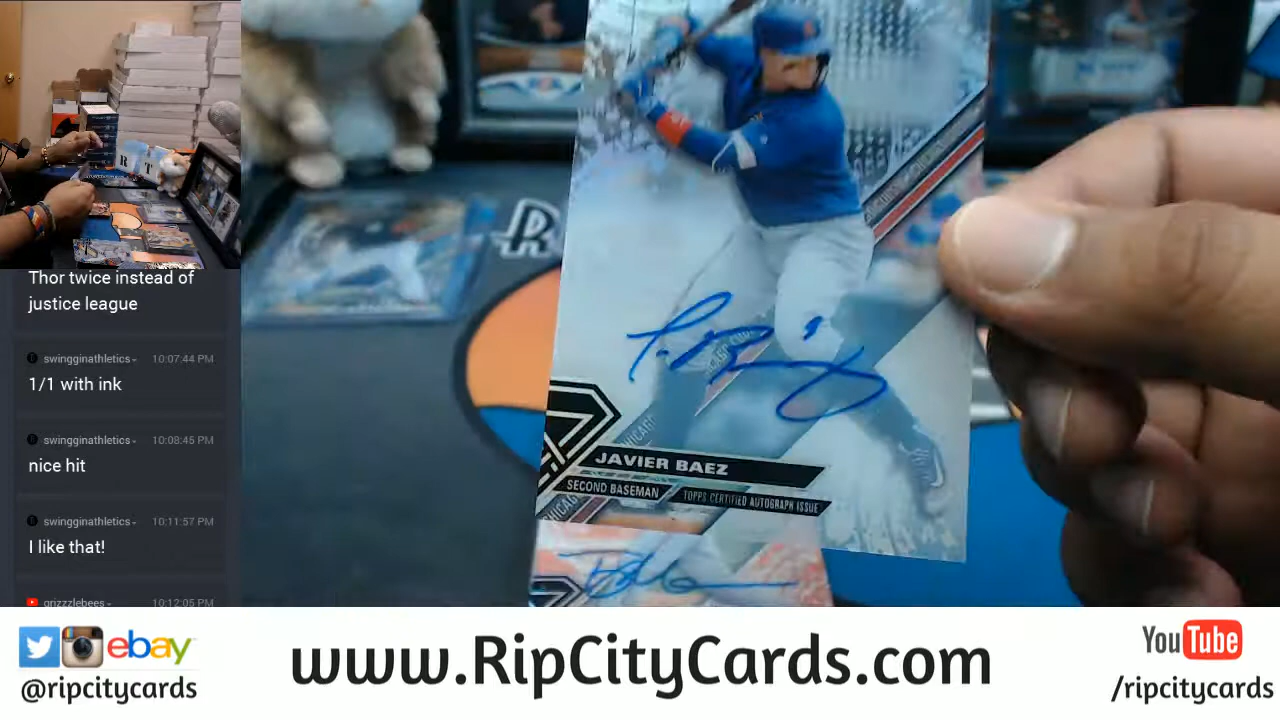 Thor twice instead of
justice league
swingginathletics
10:07:44 PM
1/1 with ink
swingginathletics
10:08:45 PM
nice hit
swingginathletics
10:11:57 PM
I like that!
grizzzlebees
10:12:05 PM
R T
R
CHICAGO
JAVIER BAEZ
SECOND BASEMAN
TOPPS CERTIFIED AUTOGRAPH ISSUE
ebay
@ripcitycards
www.RipCityCards.com
YouTube
/ripcitycards